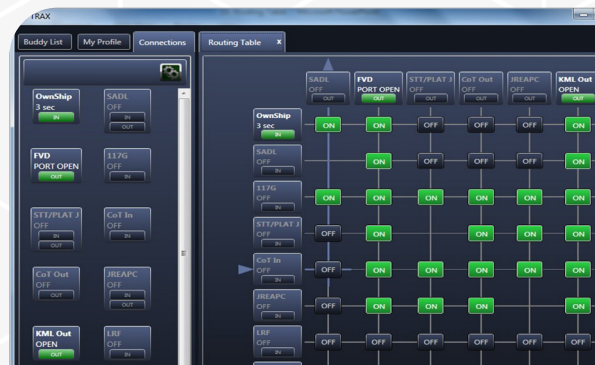 TRAX
Buddy List My Profile Connections Routing Table x
OwnShip
3 sec
IN
SADL
OFF
IN
OUT
FVD
PORT OPEN
OUT
117G
OFF
IN
STT/PLAT J
OFF
IN
OUT
CoT In
OFF
IN
CoT Out
OFF
OUT
JREAPC
OFF
IN
OUT
KML Out
OPEN
OUT
LRF
OFF
IN
SADL FVD STT/PLAT J CoT Out JREAPC KML Out
OFF PORT OPEN OFF OFF OFF OPEN
OUT OUT OUT OUT OUT OUT
OwnShip
3 sec ON ON OFF OFF OFF ON
IN
SADL
OFF ON OFF OFF OFF ON
IN
117G
OFF ON ON ON ON ON ON
IN
STT/PLAT J
OFF OFF ON ON ON ON
IN
CoT In
OFF OFF ON ON ON ON ON
IN
JREAPC
OFF OFF ON ON ON ON
IN
LRF
OFF OFF OFF OFF OFF OFF OFF
IN